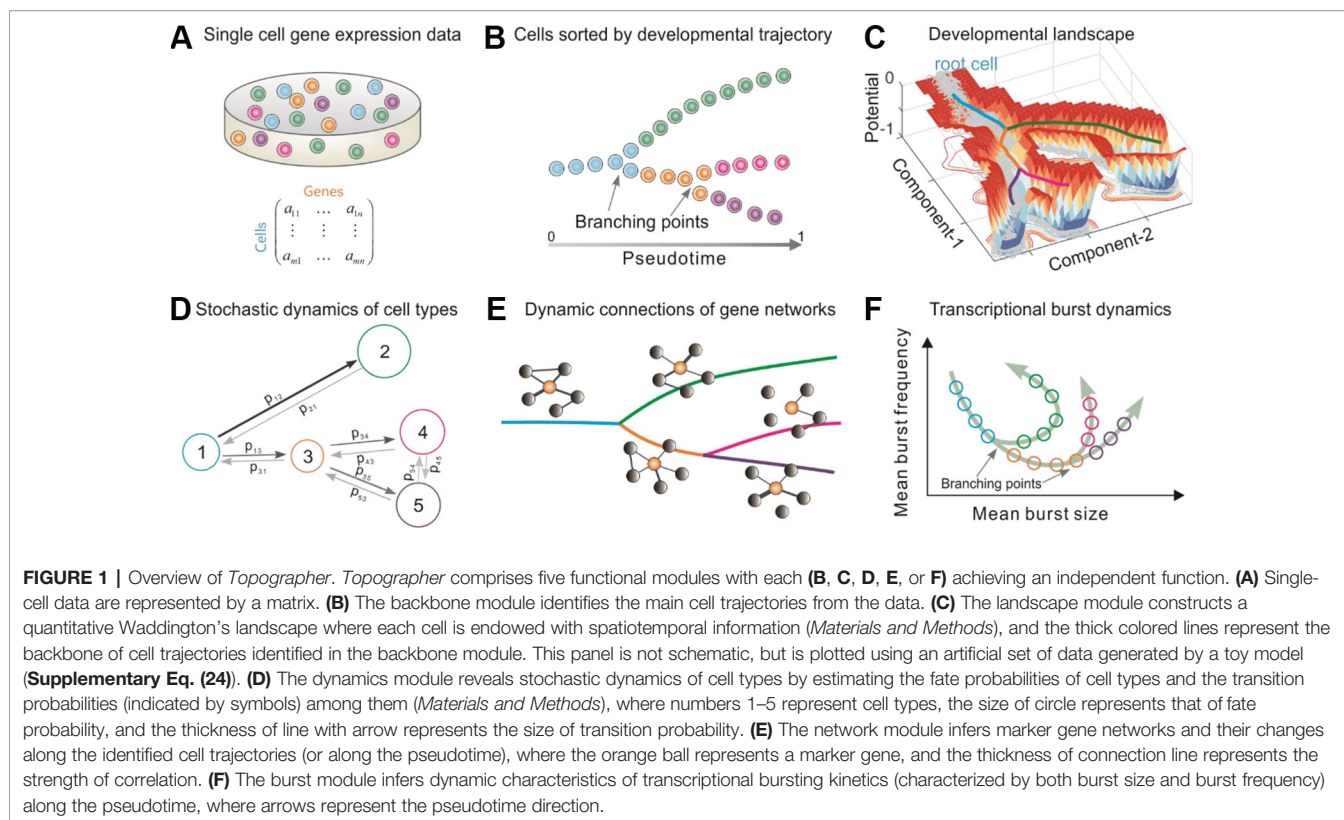 A Single cell gene expression data
Genes
Cells
a11 … a1n
⋮ ⋮ ⋮
am1 … amn
B Cells sorted by developmental trajectory
Branching points
0 1
Pseudotime
C Developmental landscape
root cell
0
-1
Potential
Component-1
Component-2
D Stochastic dynamics of cell types
2
p12
p21
1
p13
p31
3
p34
p43
4
p35
p53
p54
p45
5
E Dynamic connections of gene networks
F Transcriptional burst dynamics
Mean burst frequency
Branching points
Mean burst size
FIGURE 1 | Overview of Topographer. Topographer comprises five functional modules with each (B, C, D, E, or F) achieving an independent function. (A) Single-
cell data are represented by a matrix. (B) The backbone module identifies the main cell trajectories from the data. (C) The landscape module constructs a
quantitative Waddington's landscape where each cell is endowed with spatiotemporal information (Materials and Methods), and the thick colored lines represent the
backbone of cell trajectories identified in the backbone module. This panel is not schematic, but is plotted using an artificial set of data generated by a toy model
(Supplementary Eq. (24)). (D) The dynamics module reveals stochastic dynamics of cell types by estimating the fate probabilities of cell types and the transition
probabilities (indicated by symbols) among them (Materials and Methods), where numbers 1–5 represent cell types, the size of circle represents that of fate
probability, and the thickness of line with arrow represents the size of transition probability. (E) The network module infers marker gene networks and their changes
along the identified cell trajectories (or along the pseudotime), where the orange ball represents a marker gene, and the thickness of connection line represents the
strength of correlation. (F) The burst module infers dynamic characteristics of transcriptional bursting kinetics (characterized by both burst size and burst frequency)
along the pseudotime, where arrows represent the pseudotime direction.